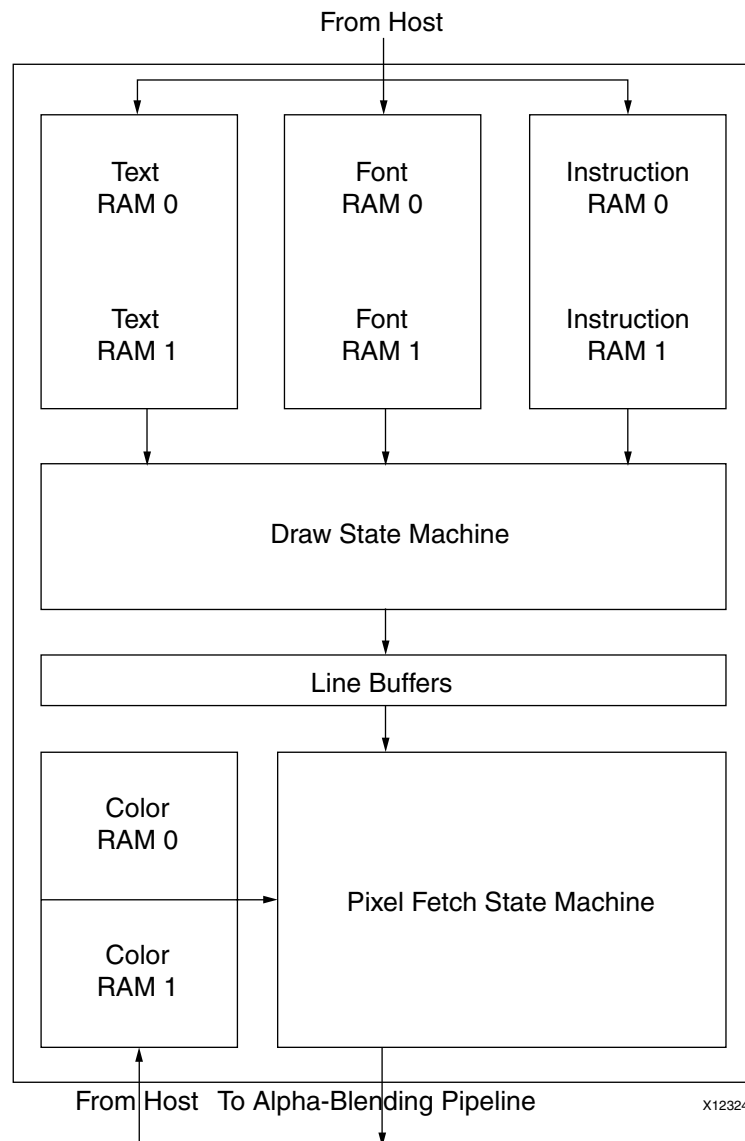 From Host
Text
RAM 0
Font
RAM 0
Instruction
RAM 0
Text
RAM 1
Font
RAM 1
Instruction
RAM 1
Draw State Machine
Line Buffers
Color
RAM 0
Pixel Fetch State Machine
Color
RAM 1
From Host
To Alpha-Blending Pipeline
X12324